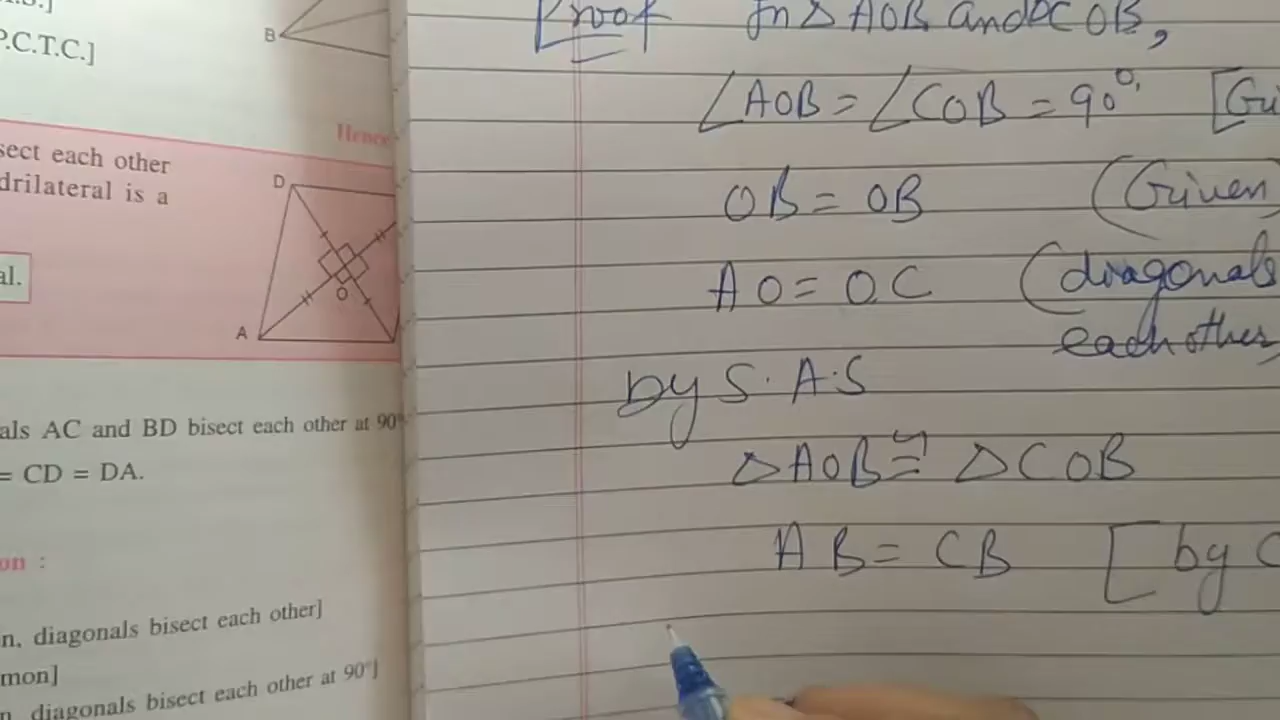 P.C.T.C.]
B
Hence
sect each other
drilateral is a
al.
D
O
A
als AC and BD bisect each other at 90°
= CD = DA.
on :
n, diagonals bisect each other]
mon]
n, diagonals bisect each other at 90°]
Proof In △ AOB and △COB,
∠AOB = ∠COB = 90°. [Gi
OB = OB (Given
AO = OC (diagonals
each other)
by S.A.S
△AOB ≅ △COB
AB = CB [by C